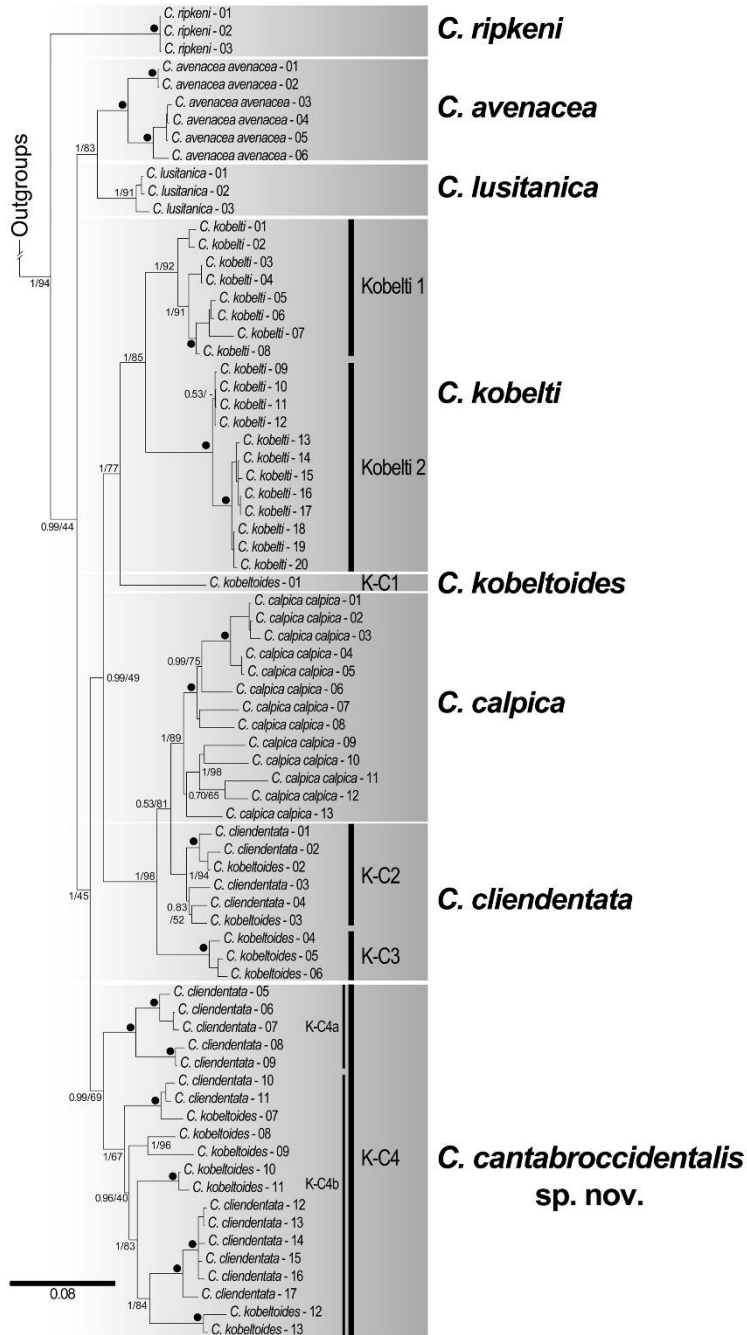 C. ripkeni - 01
C. ripkeni - 02
C. ripkeni - 03
C. ripkeni
C. avenacea avenacea - 01
C. avenacea avenacea - 02
C. avenacea avenacea - 03
C. avenacea avenacea - 04
C. avenacea avenacea - 05
C. avenacea avenacea - 06
C. avenacea
1/83
C. lusitanica - 01
C. lusitanica - 02
C. lusitanica - 03
1/91
C. lusitanica
Outgroups
1/94
C. kobelti - 01
C. kobelti - 02
C. kobelti - 03
C. kobelti - 04
C. kobelti - 05
C. kobelti - 06
C. kobelti - 07
C. kobelti - 08
1/92
1/91
Kobelti 1
1/85
C. kobelti - 09
C. kobelti - 10
C. kobelti - 11
C. kobelti - 12
C. kobelti - 13
C. kobelti - 14
C. kobelti - 15
C. kobelti - 16
C. kobelti - 17
C. kobelti - 18
C. kobelti - 19
C. kobelti - 20
0.53/ -
Kobelti 2
C. kobelti
1/77
0.99/44
C. kobeltoides - 01
K-C1
C. kobeltoides
C. calpica calpica - 01
C. calpica calpica - 02
C. calpica calpica - 03
C. calpica calpica - 04
C. calpica calpica - 05
C. calpica calpica - 06
C. calpica calpica - 07
C. calpica calpica - 08
C. calpica calpica - 09
C. calpica calpica - 10
C. calpica calpica - 11
C. calpica calpica - 12
C. calpica calpica - 13
0.99/75
0.99/49
1/89
1/98
0.70/65
0.53/81
C. calpica
C. cliendentata - 01
C. cliendentata - 02
C. kobeltoides - 02
C. cliendentata - 03
C. cliendentata - 04
C. kobeltoides - 03
1/94
0.83
/52
1/98
K-C2
C. kobeltoides - 04
C. kobeltoides - 05
C. kobeltoides - 06
K-C3
C. cliendentata
1/45
C. cliendentata - 05
C. cliendentata - 06
C. cliendentata - 07
C. cliendentata - 08
C. cliendentata - 09
K-C4a
0.99/69
C. cliendentata - 10
C. cliendentata - 11
C. kobeltoides - 07
C. kobeltoides - 08
C. kobeltoides - 09
C. kobeltoides - 10
C. kobeltoides - 11
C. cliendentata - 12
C. cliendentata - 13
C. cliendentata - 14
C. cliendentata - 15
C. cliendentata - 16
C. cliendentata - 17
C. kobeltoides - 12
C. kobeltoides - 13
1/96
1/67
0.96/40
1/83
1/84
K-C4b
K-C4
C. cantabroccidentalis
sp. nov.
0.08